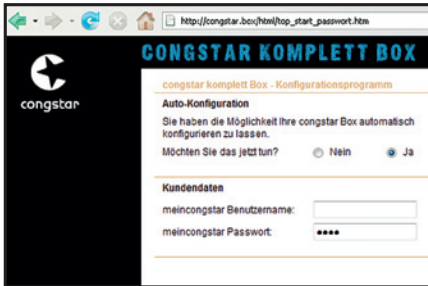 http://congstar.box/html/top_start_passwort.htm
CONGSTAR KOMPLETT BOX
congstar
congstar komplett Box - Konfigurationsprogramm
Auto-Konfiguration
Sie haben die Möglichkeit Ihre congstar Box automatisch
konfigurieren zu lassen.
Möchten Sie das jetzt tun? Nein Ja
Kundendaten
meincongstar Benutzername:
meincongstar Passwort: ••••